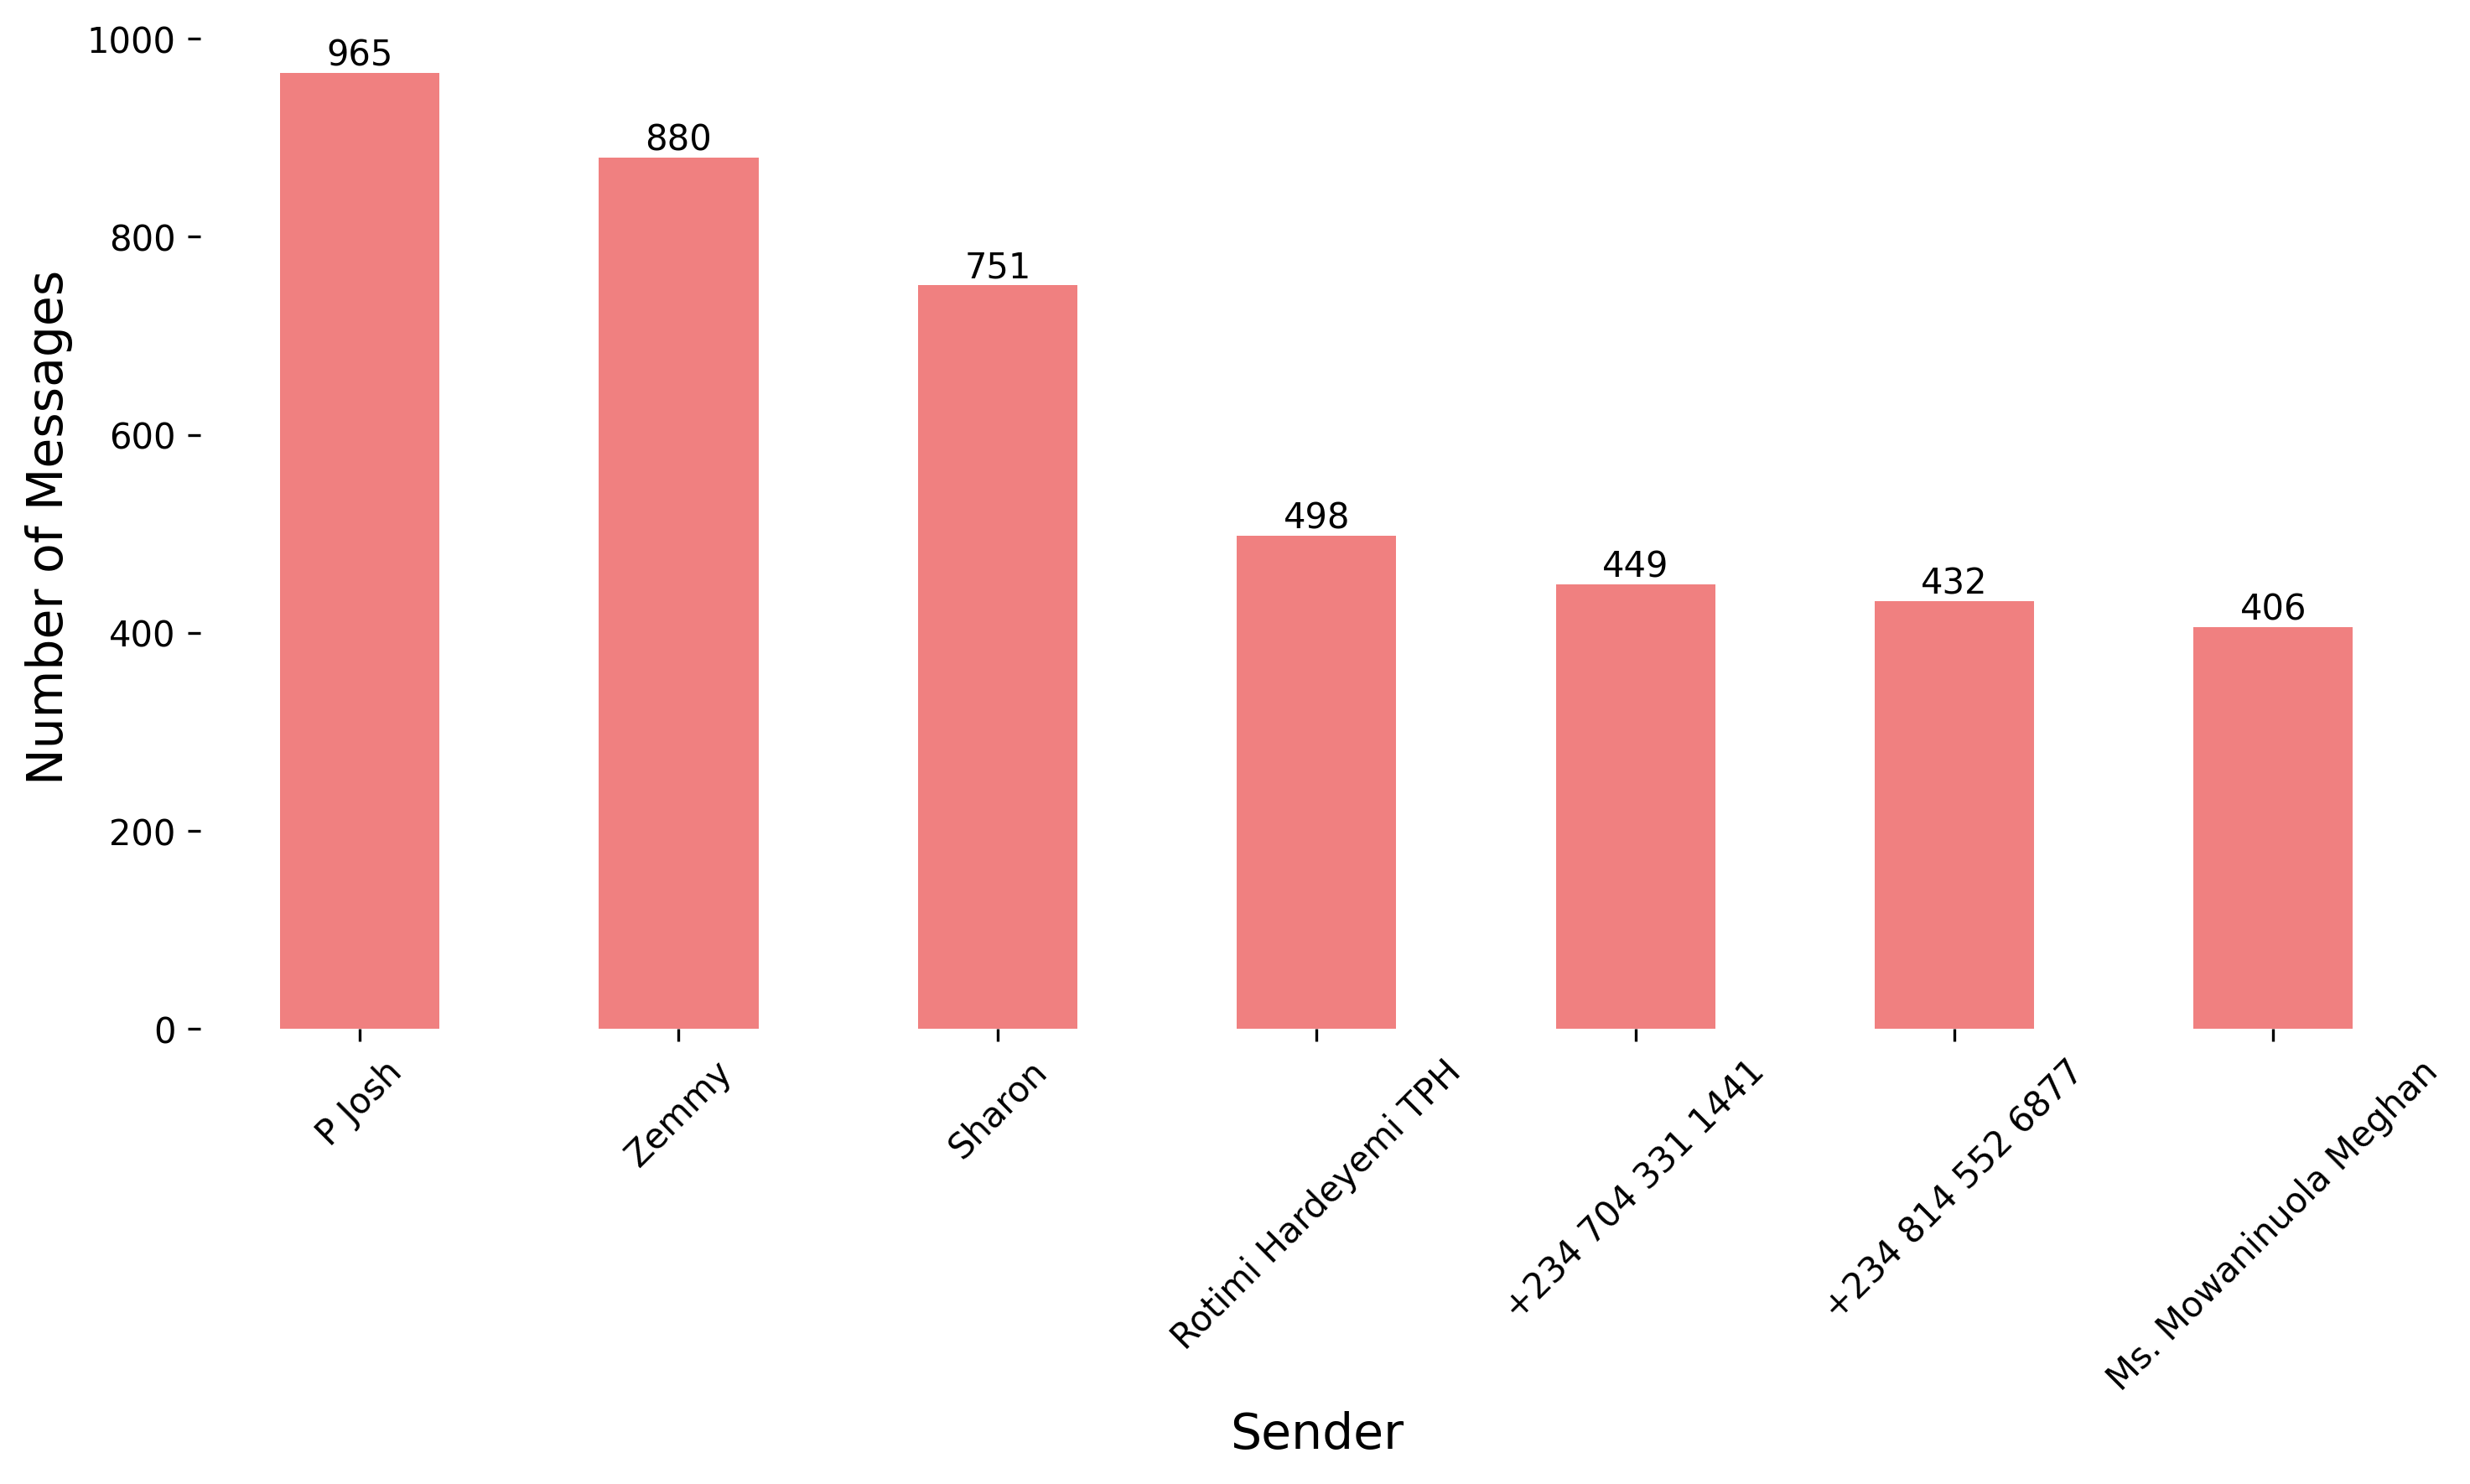 Number of Messages
1000
800
600
400
200
0
965
880
751
498
449
432
406
P Josh
Zemmy
Sharon
Rotimi Hardeyemi TPH
+234 704 331 1441
+234 814 552 6877
Ms. Mowaninuola Meghan
Sender